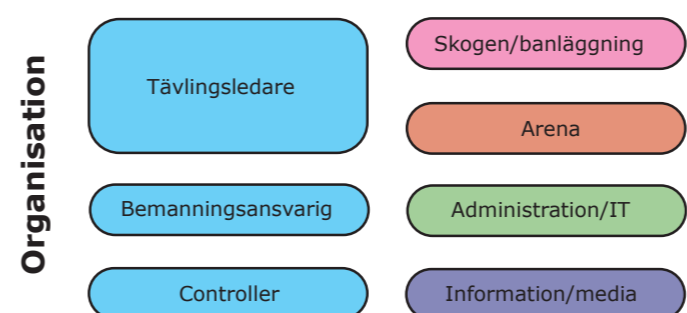 Organisation
Tävlingsledare
Bemanningsansvarig
Controller
Skogen/banläggning
Arena
Administration/IT
Information/media